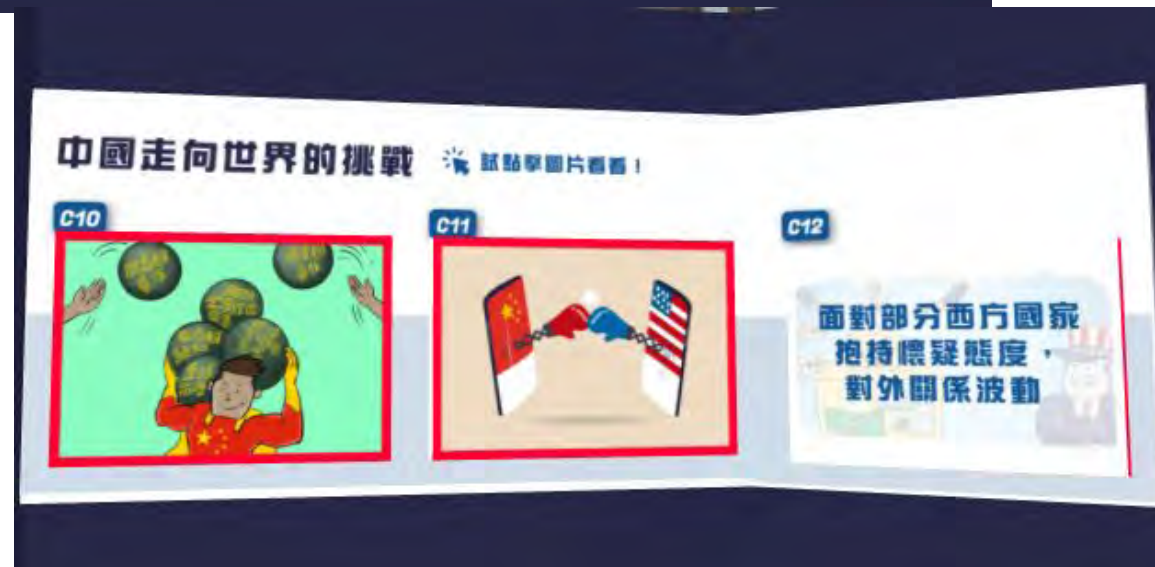 中國走向世界的挑戰
試點擊圖片看看！
C10
C11
C12
面對部分西方國家
抱持懷疑態度，
對外關係波動